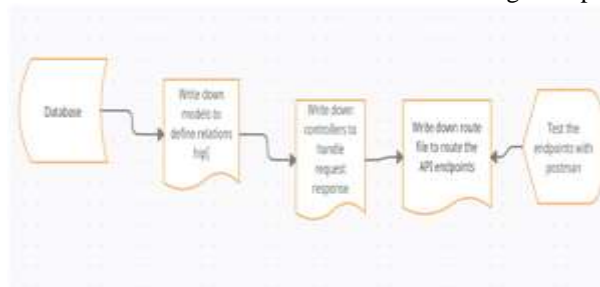 Database
Write down
models to
define relations
hip[
Write down
controllers to
handle
request
response
Write down route
file to route the
API endpoints
Test the
endpoints with
postman